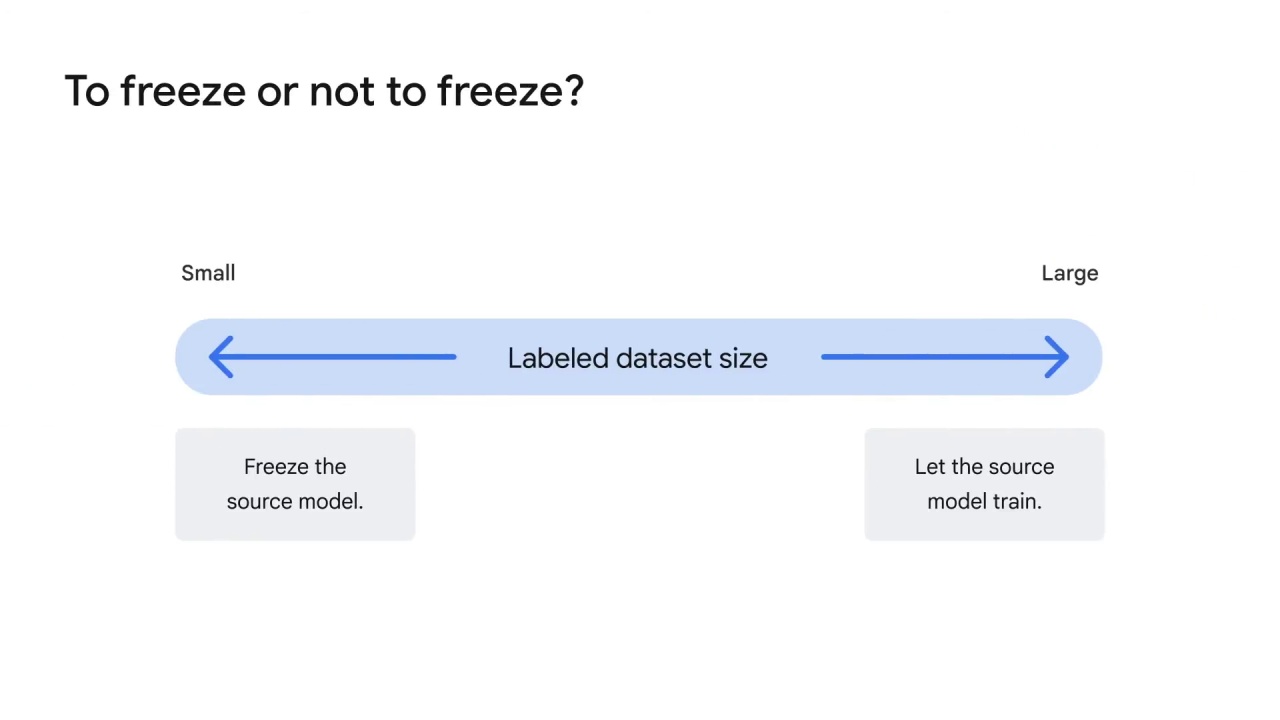 To freeze or not to freeze?
Small
Large
Labeled dataset size
Freeze the
source model.
Let the source
model train.